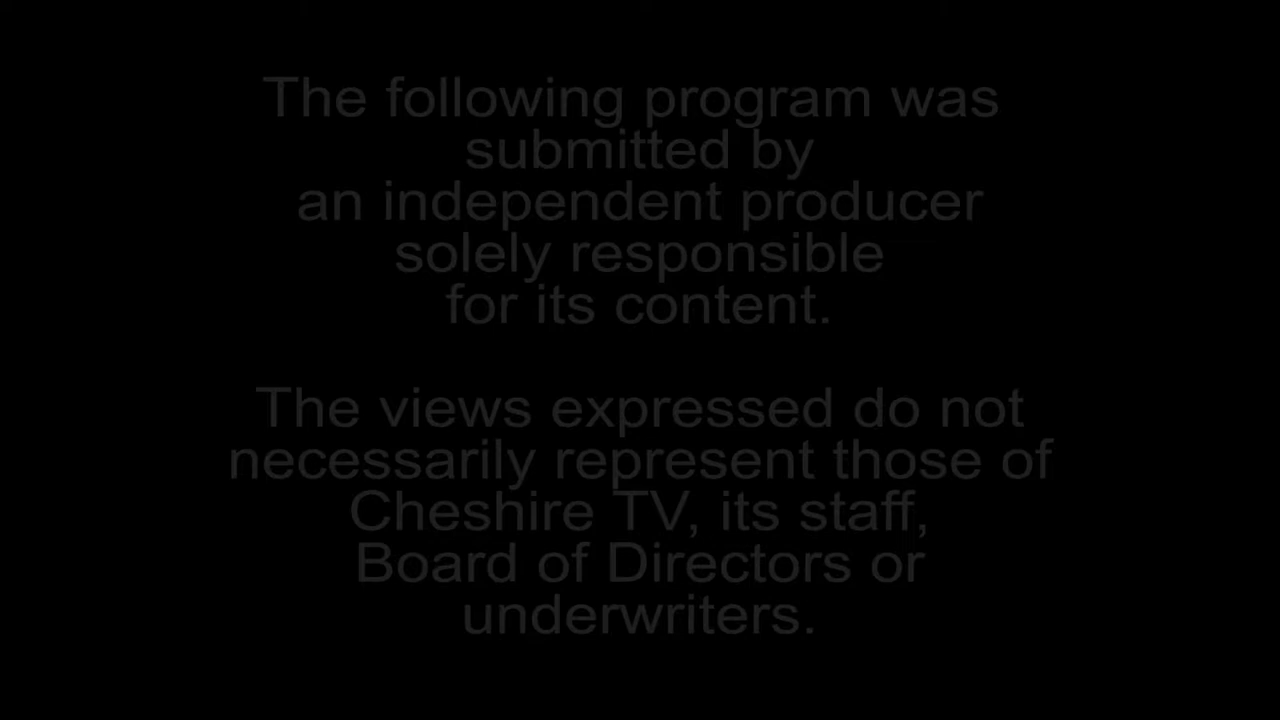 The following program was
submitted by
an independent producer
solely responsible
for its content.
The views expressed do not
necessarily represent those of
Cheshire TV, its staff,
Board of Directors or
underwriters.